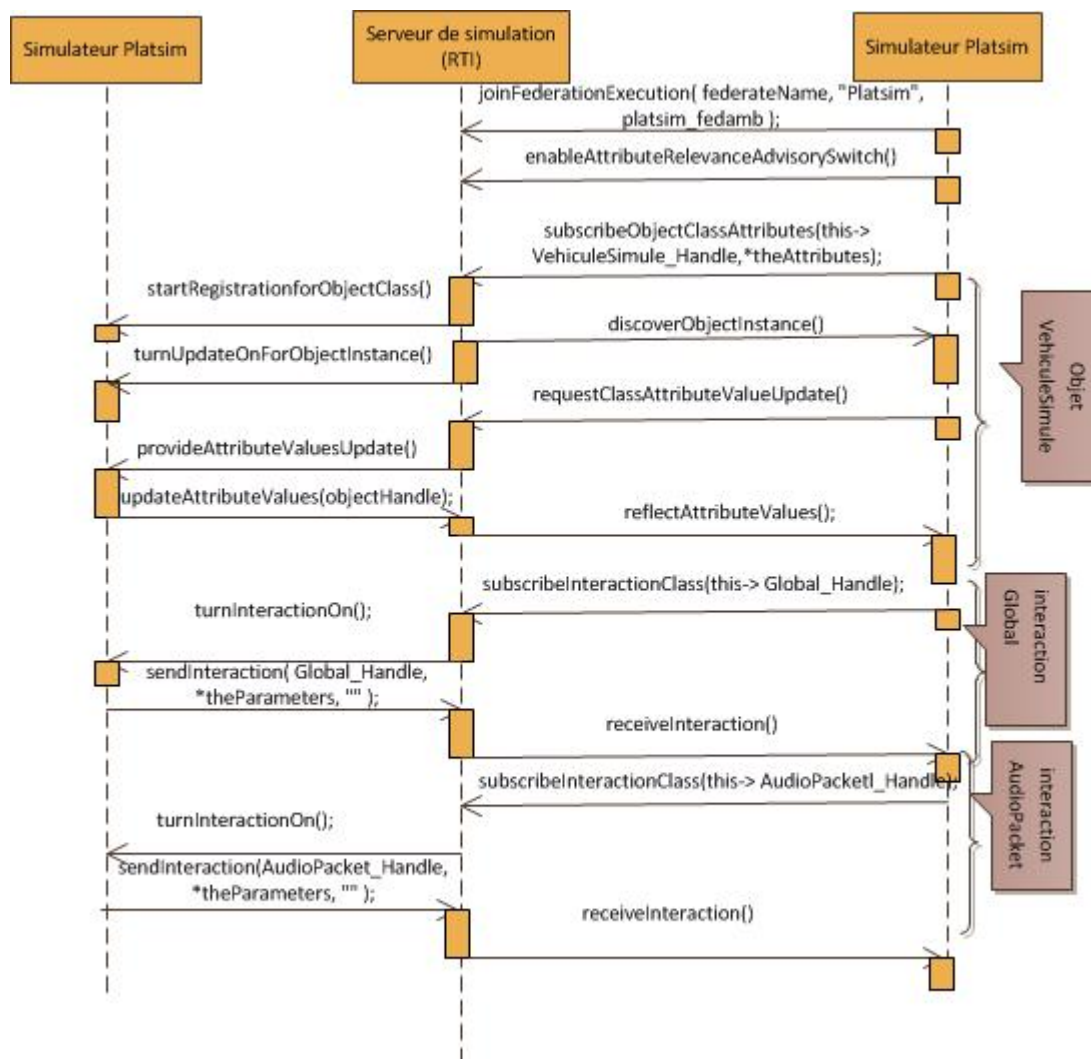 Simulateur Platsim
Serveur de simulation
(RTI)
Simulateur Platsim
joinFederationExecution( federateName, "Platsim",
platsim_fedamb );
enableAttributeRelevanceAdvisorySwitch()
subscribeObjectClassAttributes(this->
VehiculeSimule_Handle,*theAttributes);
startRegistrationforObjectClass()
discoverObjectInstance()
turnUpdateOnForObjectInstance()
requestClassAttributeValueUpdate()
provideAttributeValuesUpdate()
updateAttributeValues(objectHandle);
reflectAttributeValues();
Objet
VehiculeSimule
subscribeInteractionClass(this-> Global_Handle);
turnInteractionOn();
sendInteraction( Global_Handle,
*theParameters, "" );
receiveInteraction()
interaction
Global
subscribeInteractionClass(this-> AudioPacketl_Handle);
turnInteractionOn();
sendInteraction(AudioPacket_Handle,
*theParameters, "" );
receiveInteraction()
interaction
AudioPacket